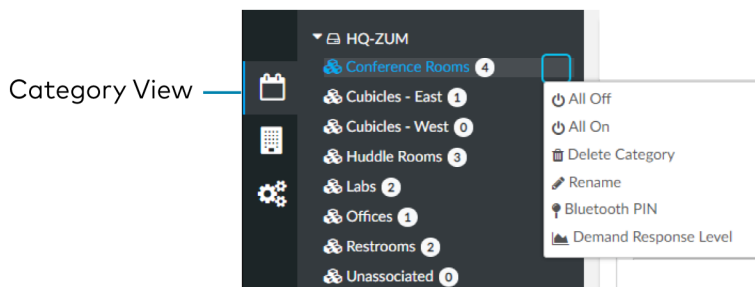 HQ-ZUM
Conference Rooms 4
Category View
Cubicles - East 1
All Off
Cubicles - West 0
All On
Huddle Rooms 3
Delete Category
Labs 2
Rename
Offices 1
Bluetooth PIN
Restrooms 2
Demand Response Level
Unassociated 0